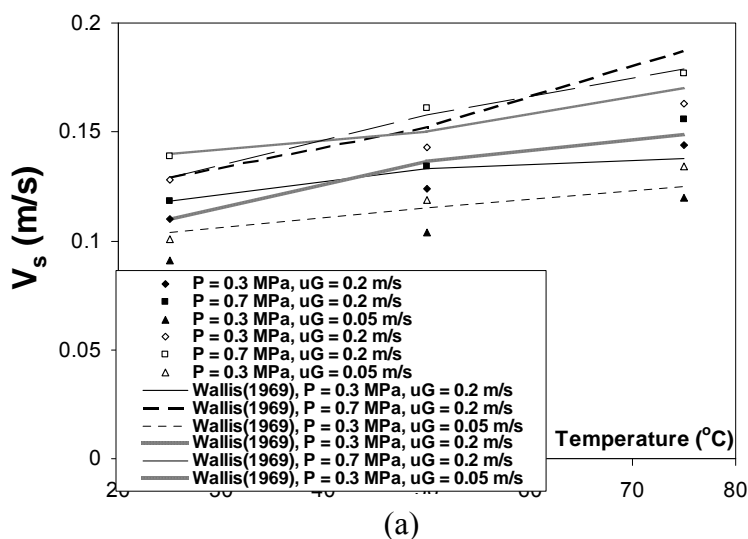 0.2
0.15
0.1
0.05
0
V_s (m/s)
P = 0.3 MPa, uG = 0.2 m/s
P = 0.7 MPa, uG = 0.2 m/s
P = 0.3 MPa, uG = 0.05 m/s
P = 0.3 MPa, uG = 0.2 m/s
P = 0.7 MPa, uG = 0.2 m/s
P = 0.3 MPa, uG = 0.05 m/s
Wallis(1969), P = 0.3 MPa, uG = 0.2 m/s
Wallis(1969), P = 0.7 MPa, uG = 0.2 m/s
Wallis(1969), P = 0.3 MPa, uG = 0.05 m/s
Wallis(1969), P = 0.3 MPa, uG = 0.2 m/s
Wallis(1969), P = 0.7 MPa, uG = 0.2 m/s
Wallis(1969), P = 0.3 MPa, uG = 0.05 m/s
Temperature (°C)
20 70 80
(a)